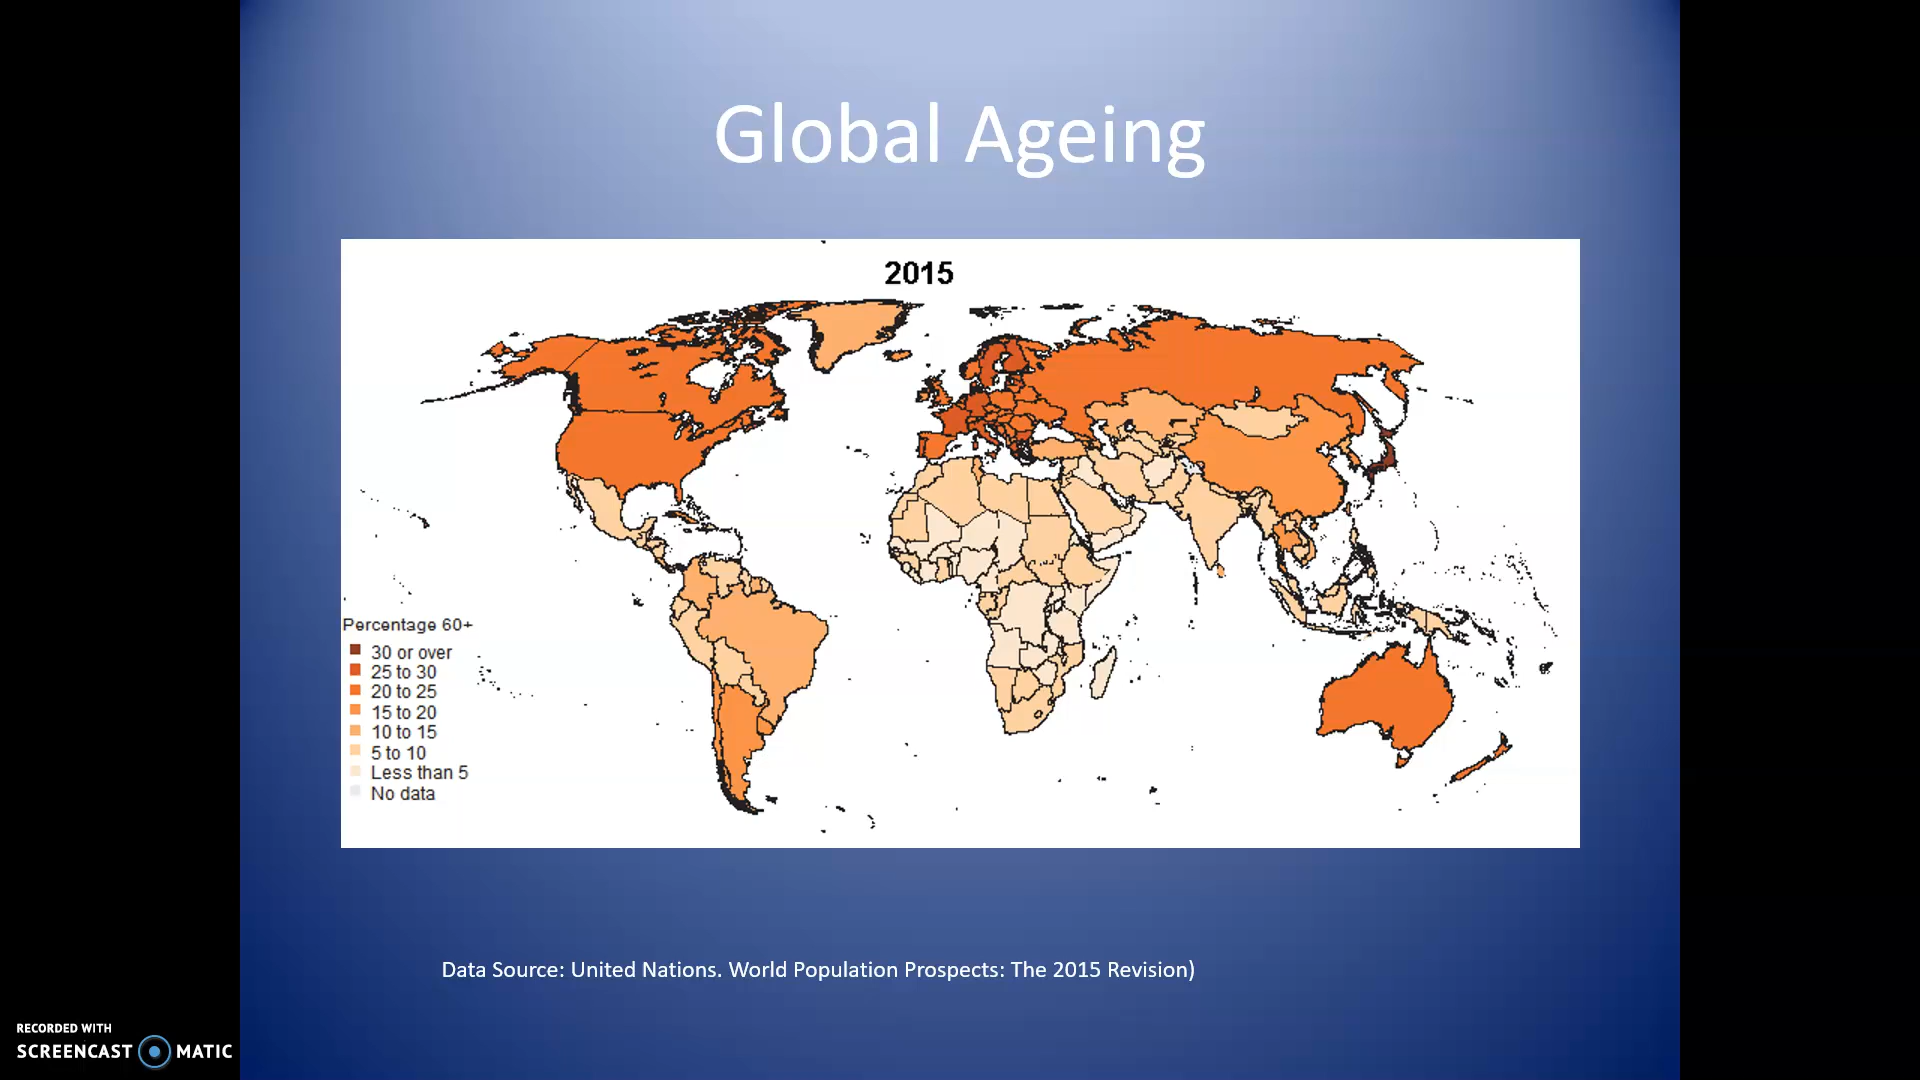 Global Ageing
2015
Percentage 60+
30 or over
25 to 30
20 to 25
15 to 20
10 to 15
5 to 10
Less than 5
No data
Data Source: United Nations. World Population Prospects: The 2015 Revision)
RECORDED WITH
SCREENCAST MATIC